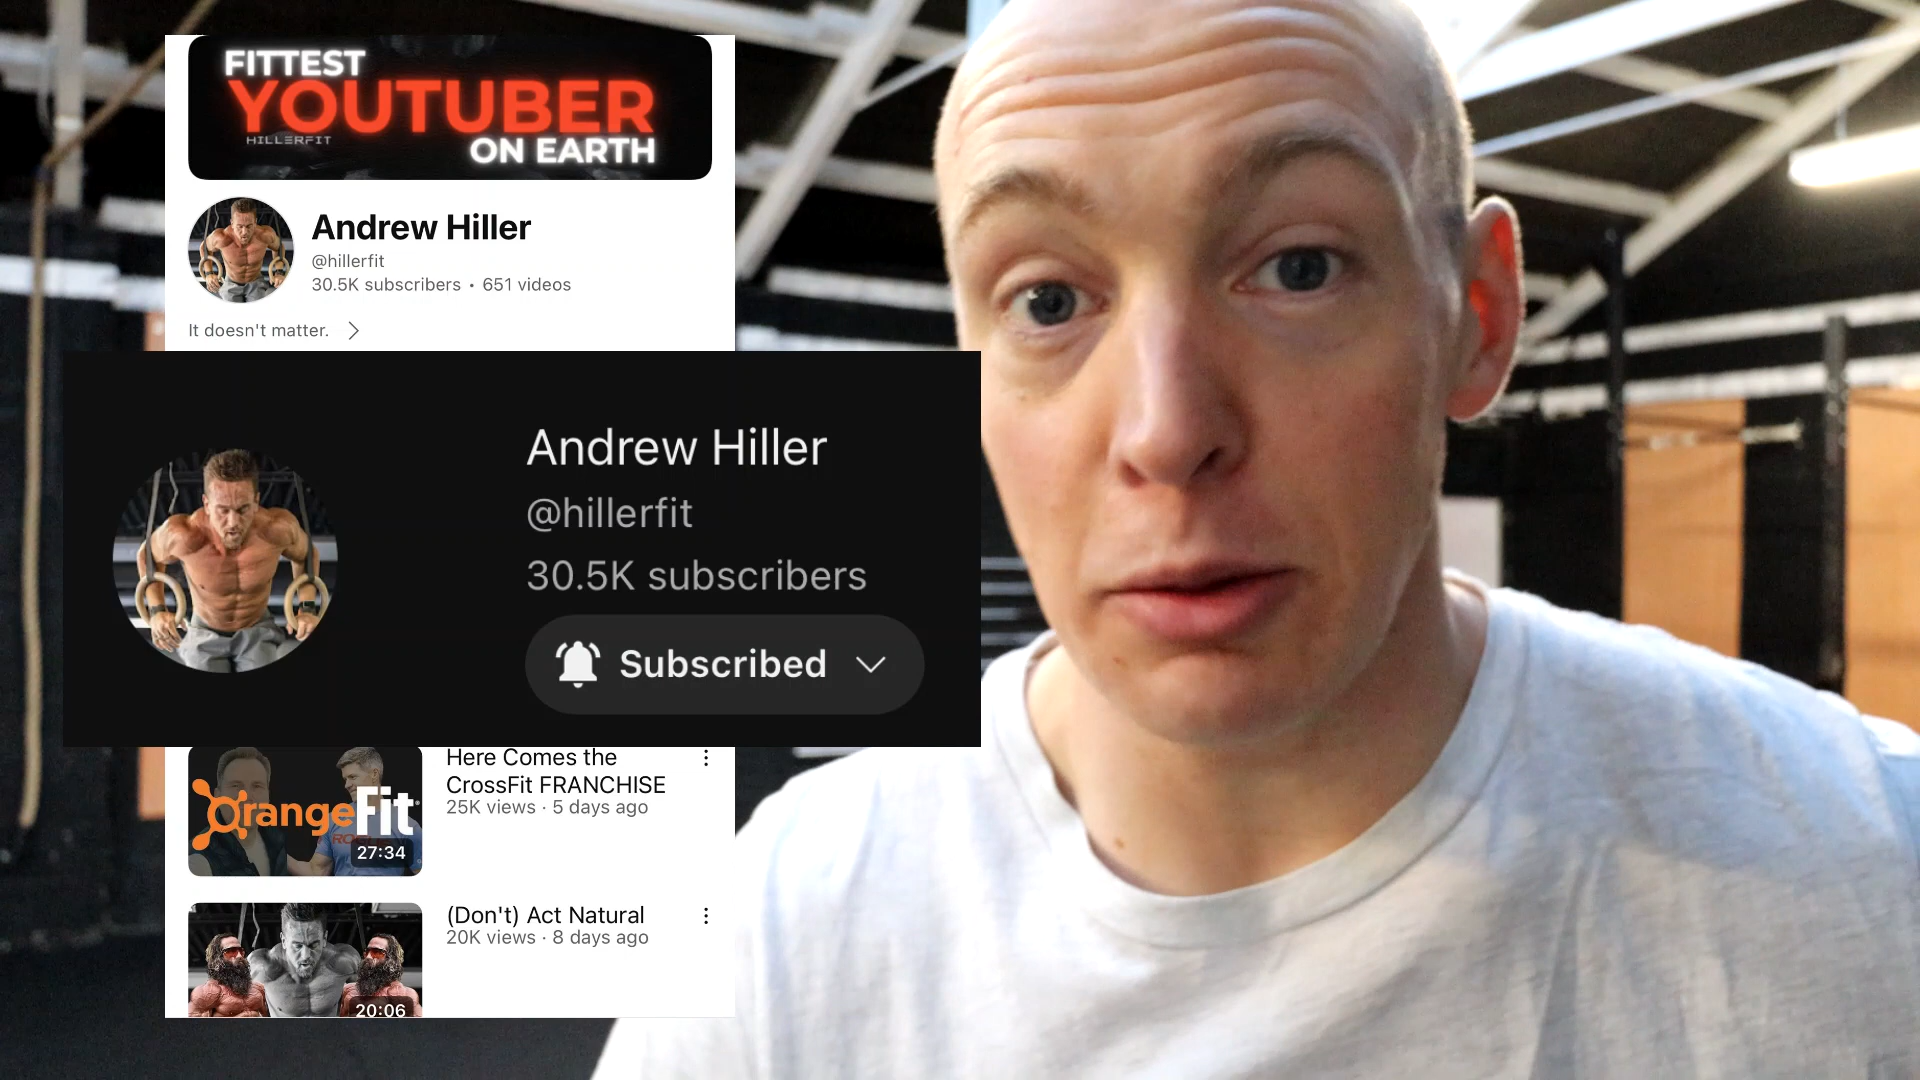 FITTEST
YOUTUBER
HILLERFIT
ON EARTH
Andrew Hiller
@hillerfit
30.5K subscribers • 651 videos
It doesn't matter.
Andrew Hiller
@hillerfit
30.5K subscribers
Subscribed
OrangeFit
27:34
Here Comes the
CrossFit FRANCHISE
25K views · 5 days ago
(Don't) Act Natural
20K views · 8 days ago
20:06